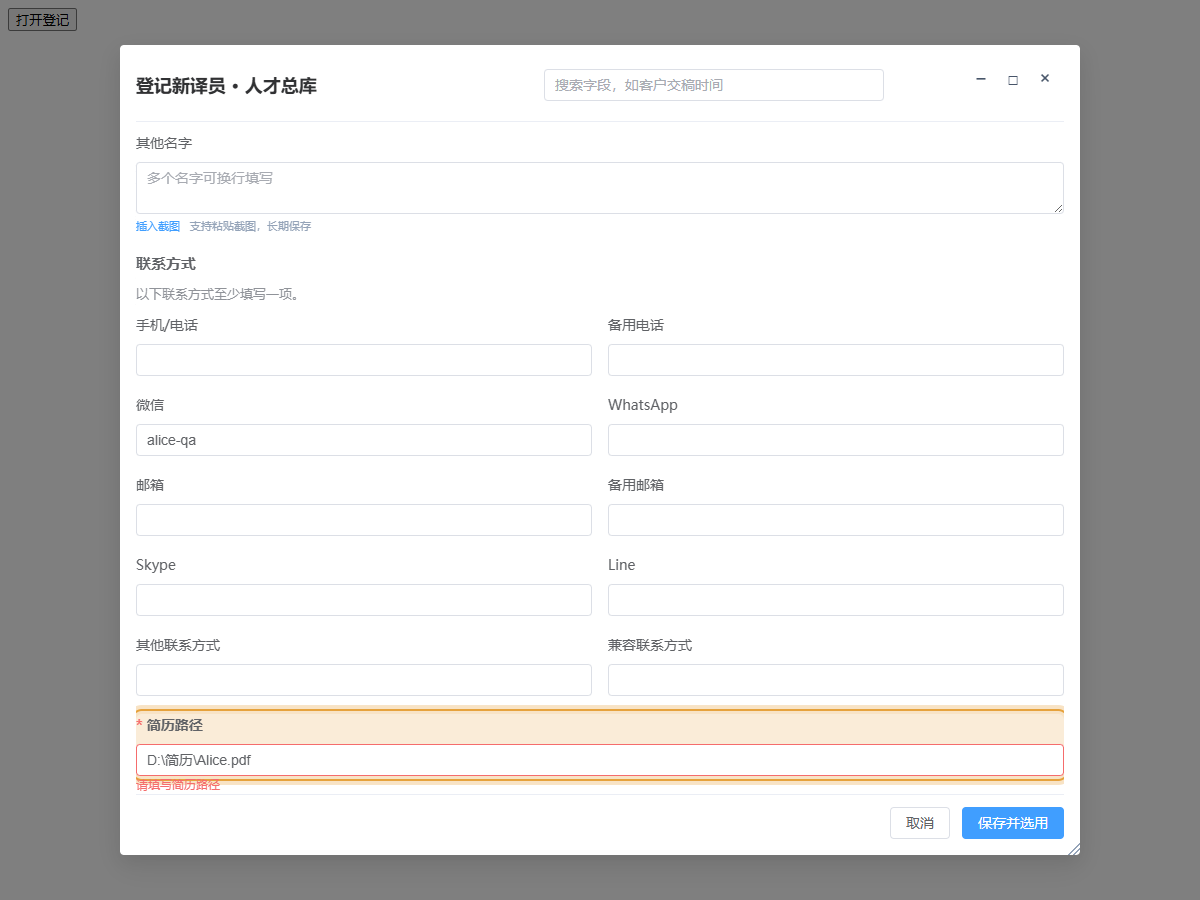 打开登记
登记新译员·人才总库
搜索字段，如客户交稿时间
其他名字
多个名字可换行填写
插入截图 支持粘贴截图，长期保存
联系方式
以下联系方式至少填写一项。
手机/电话 备用电话
微信 WhatsApp
alice-qa
邮箱 备用邮箱
Skype Line
其他联系方式 兼容联系方式
* 简历路径
D:\简历\Alice.pdf
请填写简历路径
取消 保存并选用